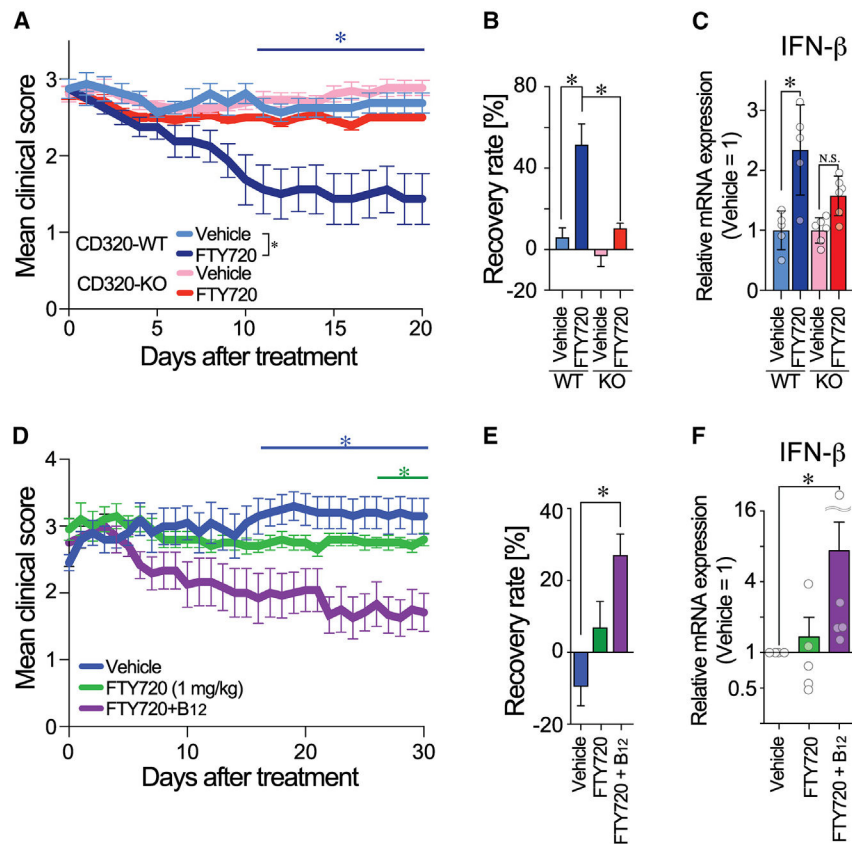 A
Mean clinical score
3
2
1
0
*
CD320-WT
Vehicle
FTY720
*
CD320-KO
Vehicle
FTY720
0 5 10 15 20
Days after treatment
B
Recovery rate [%]
80
40
0
-20
* *
Vehicle
FTY720
Vehicle
FTY720
WT KO
C
IFN-β
Relative mRNA expression
(Vehicle = 1)
3
2
1
0
*
N.S.
Vehicle
FTY720
Vehicle
FTY720
WT KO
D
Mean clinical score
4
3
2
1
0
*
*
Vehicle
FTY720 (1 mg/kg)
FTY720+B12
0 10 20 30
Days after treatment
E
Recovery rate [%]
40
20
0
-20
*
Vehicle
FTY720
FTY720 + B12
F
IFN-β
Relative mRNA expression
(Vehicle = 1)
16
4
1
0.5
*
Vehicle
FTY720
FTY720 + B12